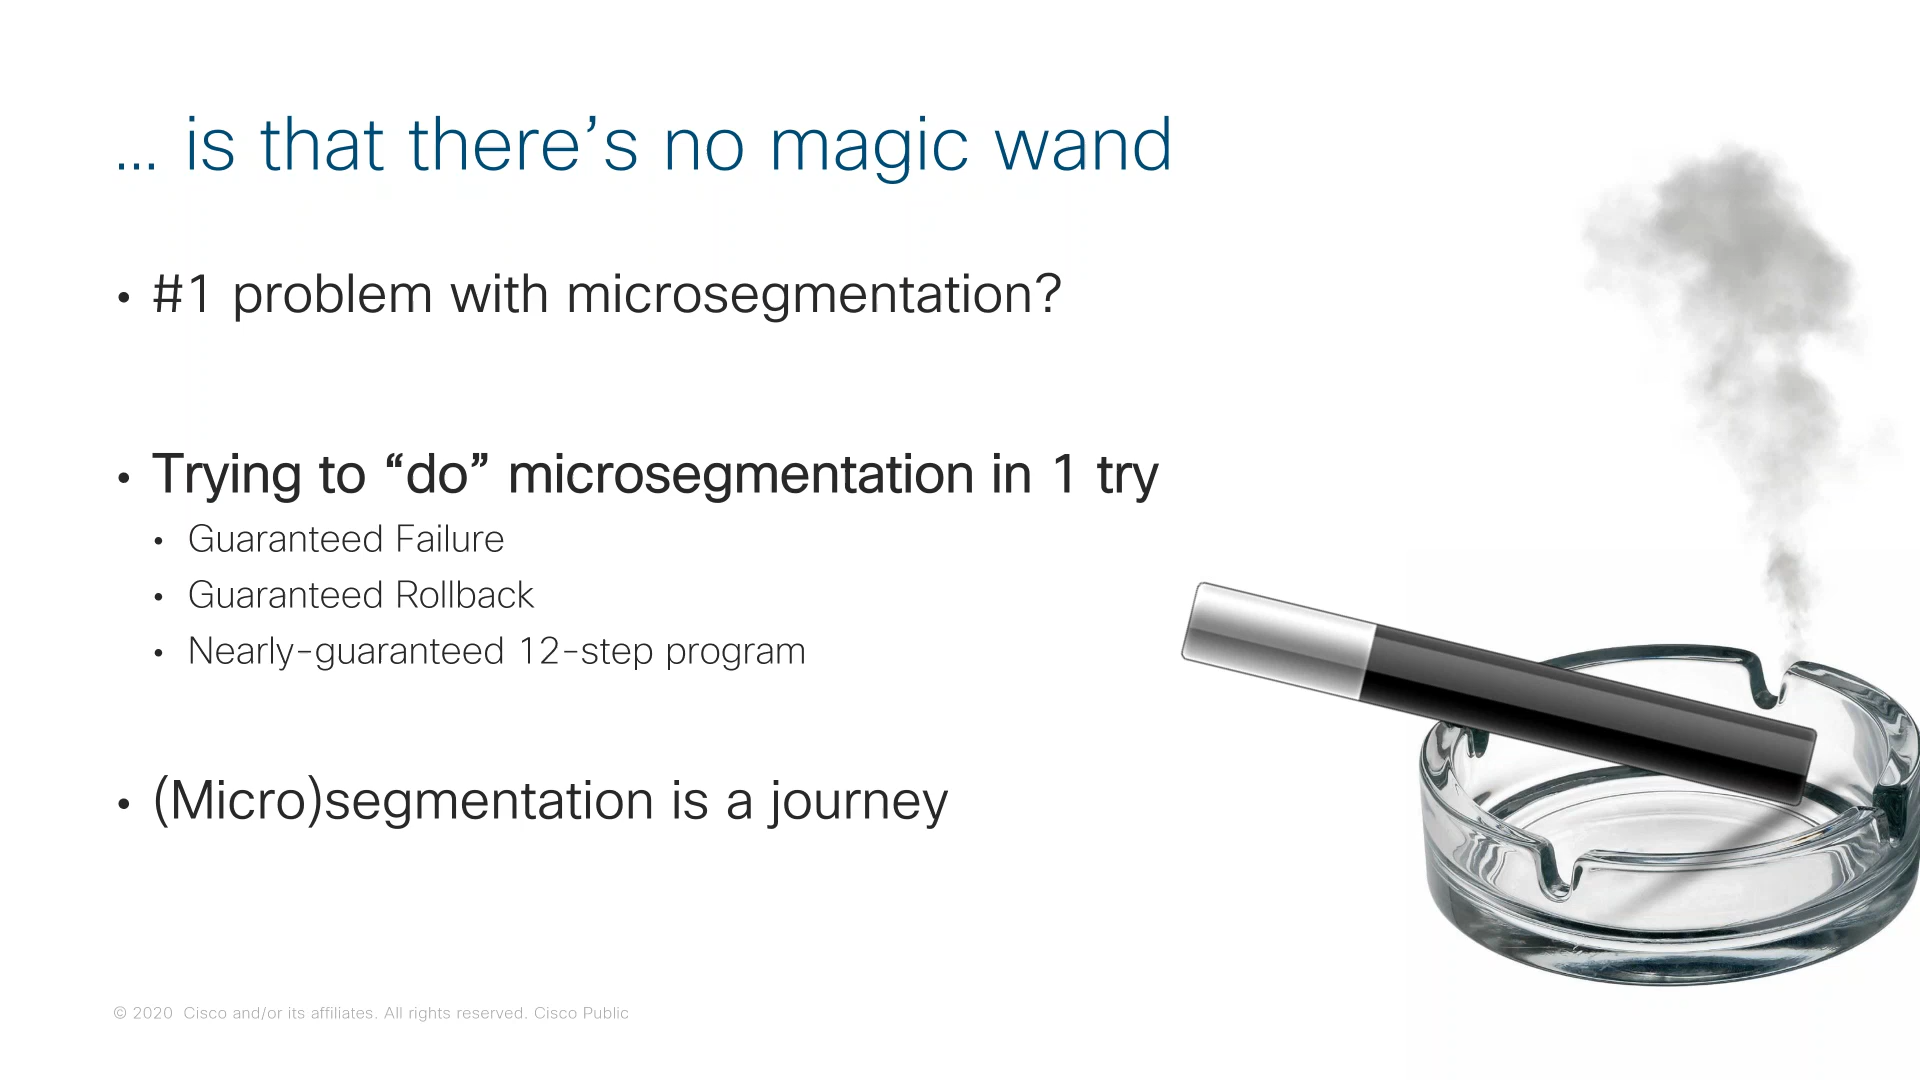 ... is that there's no magic wand
• #1 problem with microsegmentation?
• Trying to “do” microsegmentation in 1 try
• Guaranteed Failure
• Guaranteed Rollback
• Nearly-guaranteed 12-step program
• (Micro)segmentation is a journey
© 2020 Cisco and/or its affiliates. All rights reserved. Cisco Public